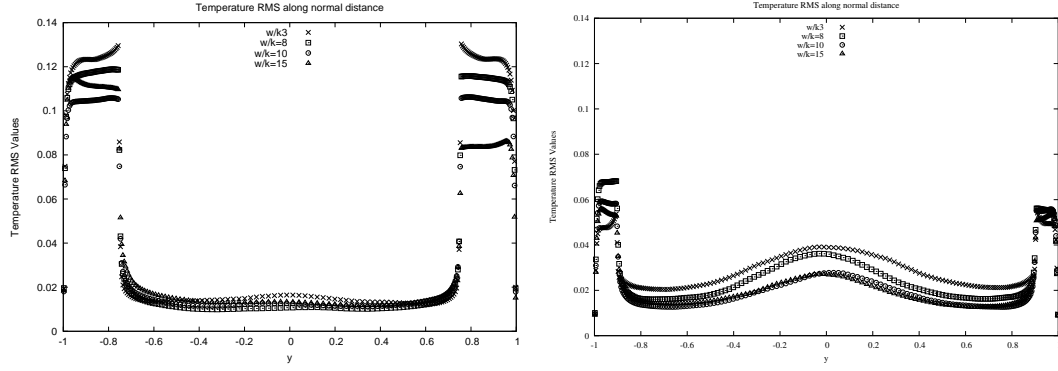 Temperature RMS along normal distance
w/k3
w/k=8
w/k=10
w/k=15
Temperature RMS Values
0.14
0.12
0.1
0.08
0.06
0.04
0.02
0
-1 -0.8 -0.6 -0.4 -0.2 0 0.2 0.4 0.6 0.8 1
y
Temperature RMS along normal distance
w/k3
w/k=8
w/k=10
w/k=15
Temperature RMS Values
0.14
0.12
0.1
0.08
0.06
0.04
0.02
0
-1 -0.8 -0.6 -0.4 -0.2 0 0.2 0.4 0.6 0.8 1
y